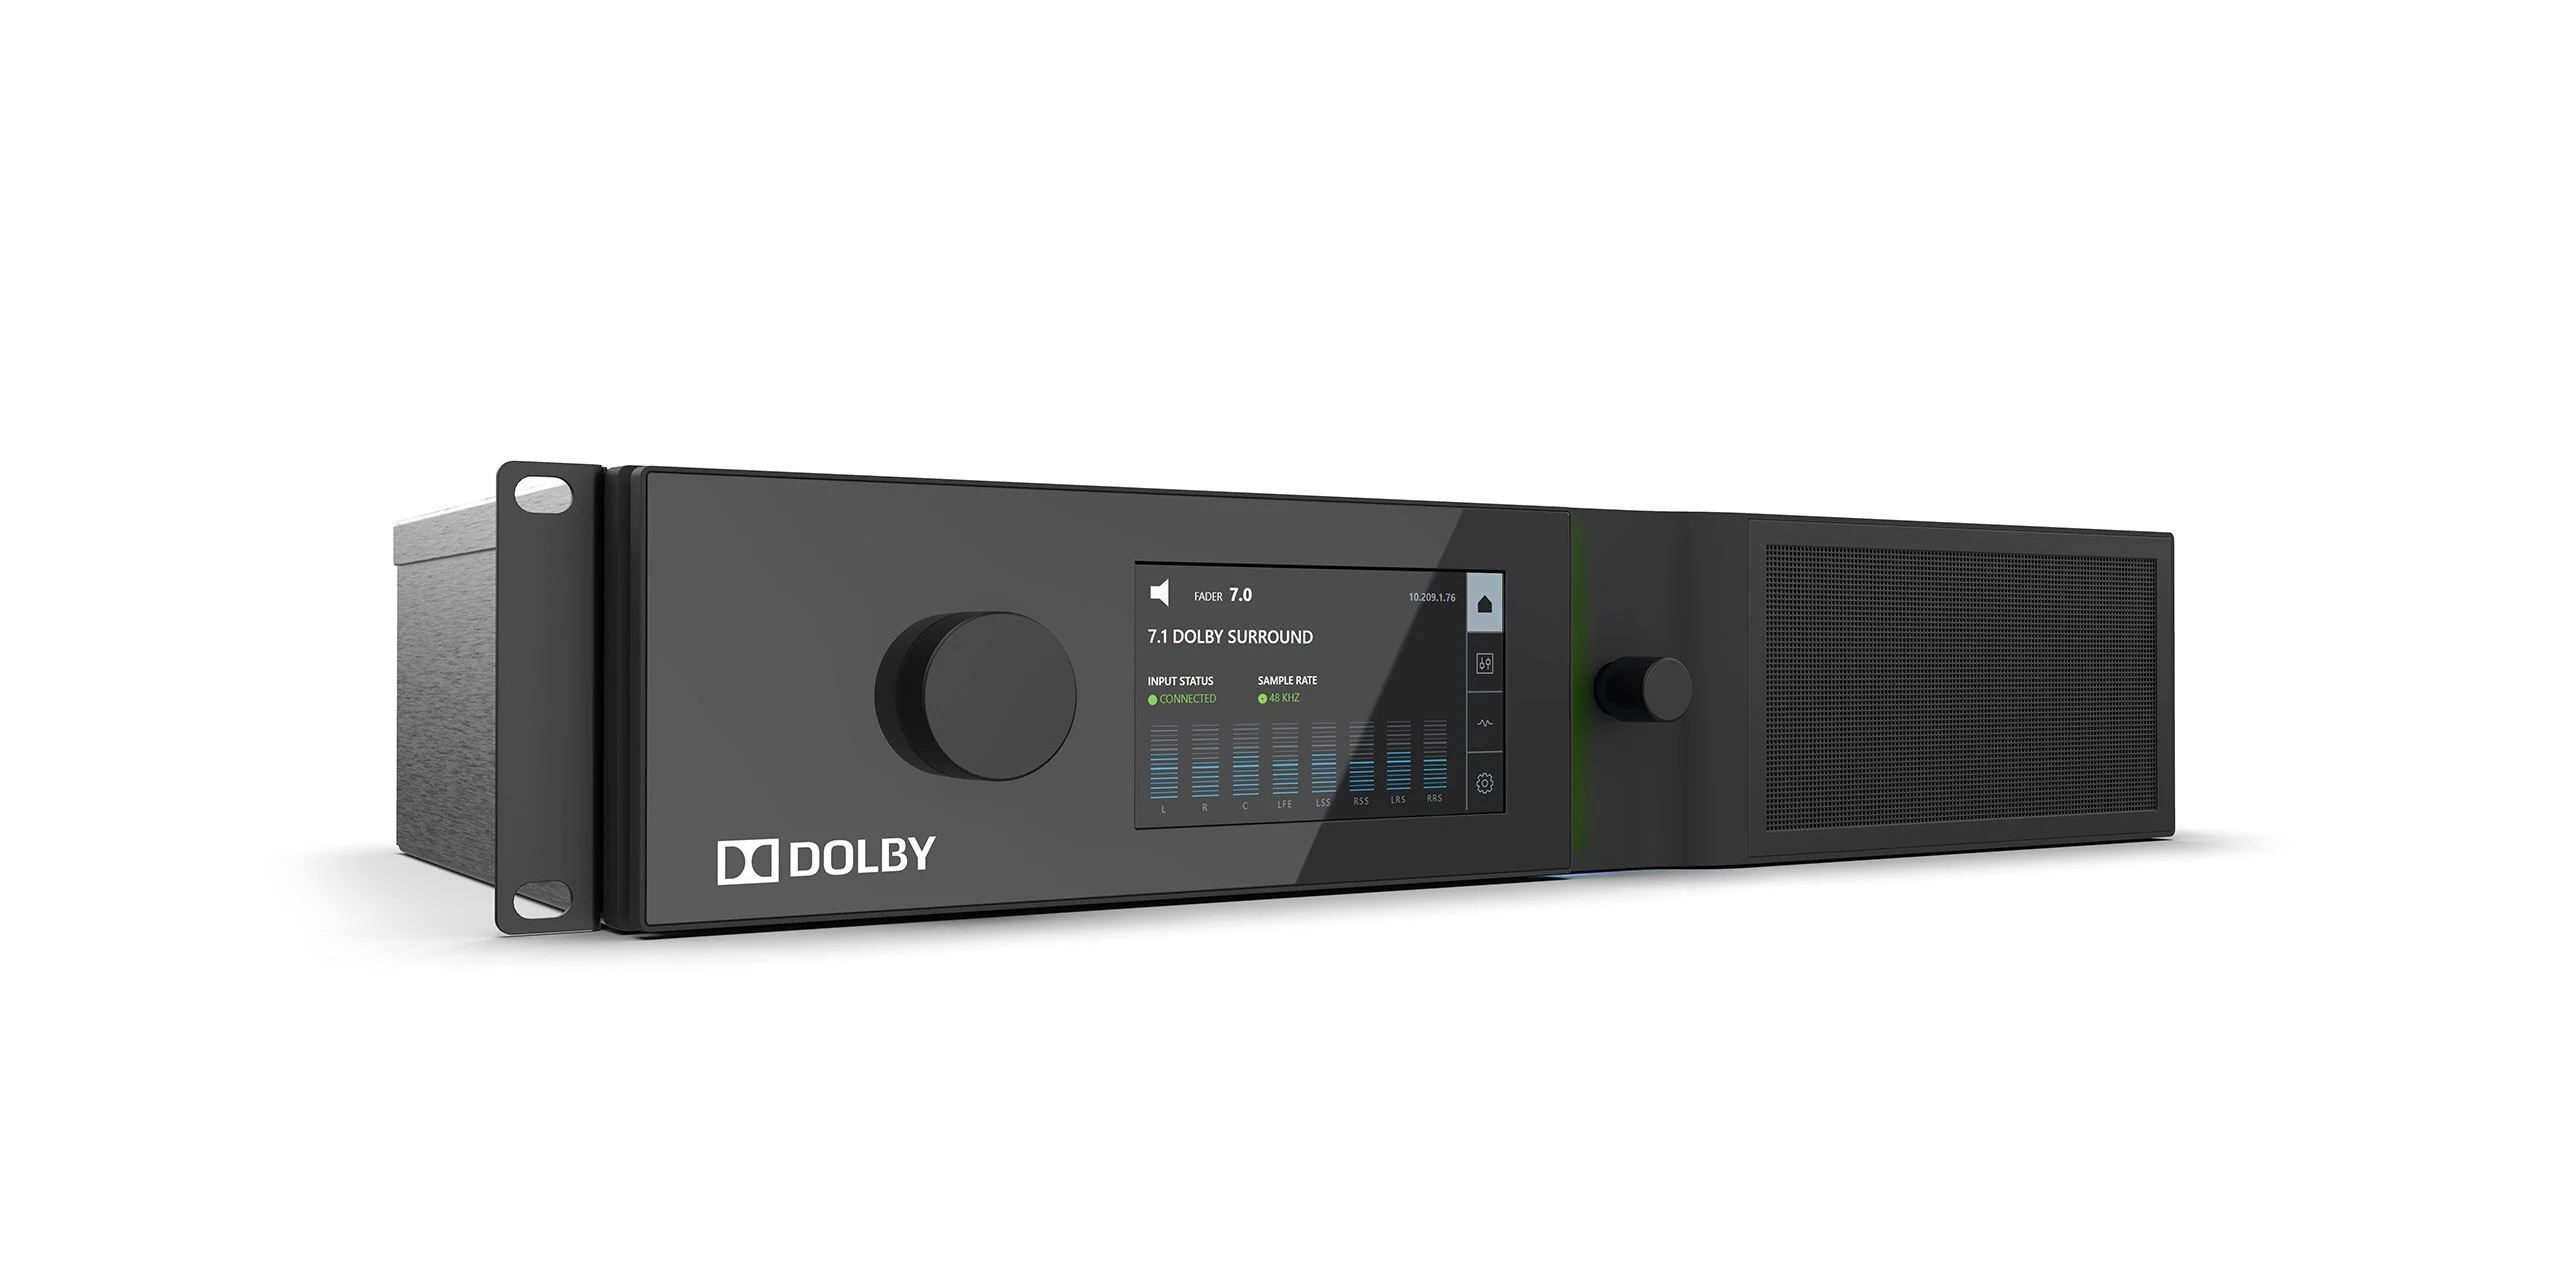 FADER 7.0
10.209.1.76
7.1 DOLBY SURROUND
INPUT STATUS SAMPLE RATE
CONNECTED 48 KHZ
L R C LFE LSS RSS LRS RRS
DOLBY